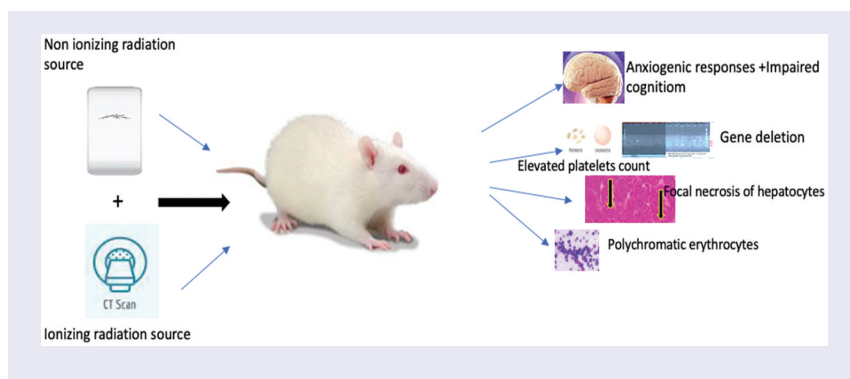 Non ionizing radiation
source
+
CT Scan
Ionizing radiation source
Anxiogenic responses +Impaired
cognitiom
Gene deletion
Elevated platelets count
Focal necrosis of hepatocytes
Polychromatic erythrocytes